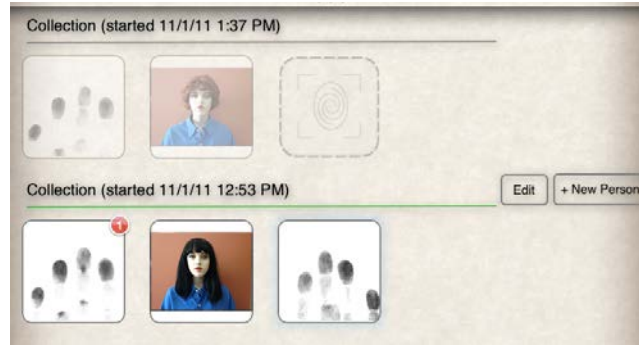 Collection (started 11/1/11 1:37 PM)
Collection (started 11/1/11 12:53 PM)
Edit
+ New Person
1